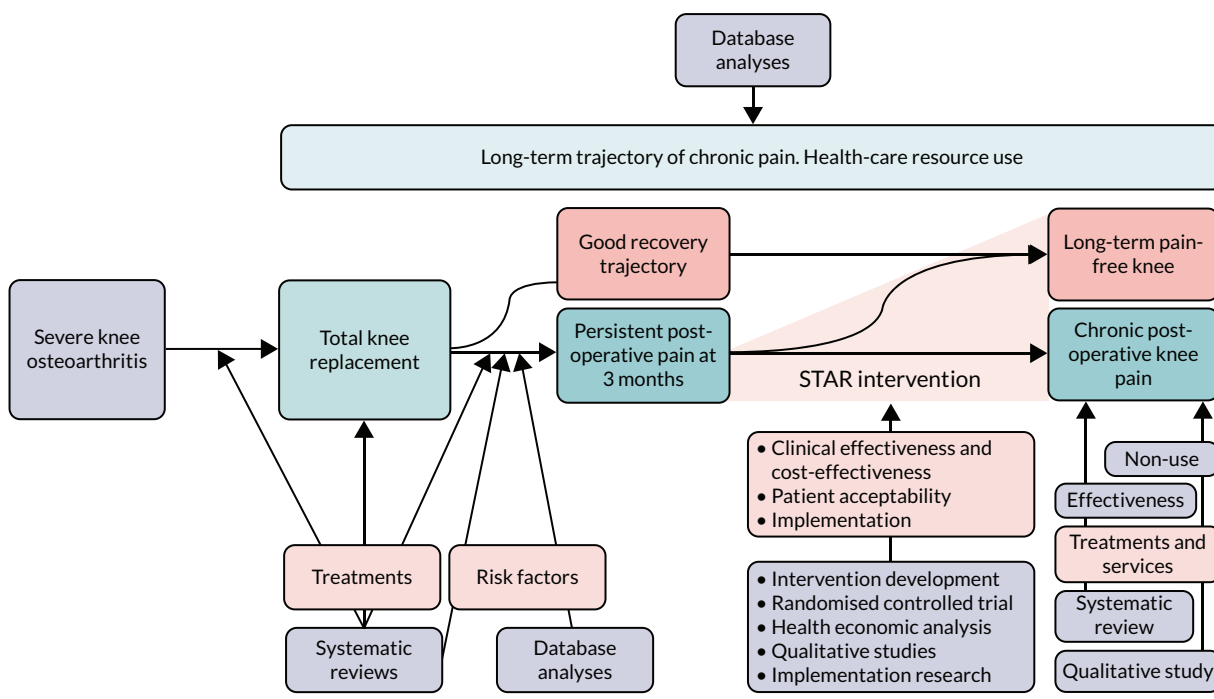 Database
analyses
Long-term trajectory of chronic pain. Health-care resource use
Good recovery
trajectory
Long-term pain-
free knee
Severe knee
osteoarthritis
Total knee
replacement
Persistent post-
operative pain at
3 months
STAR intervention
Chronic post-
operative knee
pain
• Clinical effectiveness and
cost-effectiveness
• Patient acceptability
• Implementation
Non-use
Effectiveness
Treatments
Risk factors
Treatments and
services
• Intervention development
• Randomised controlled trial
• Health economic analysis
• Qualitative studies
• Implementation research
Systematic
reviews
Database
analyses
Systematic
review
Qualitative study